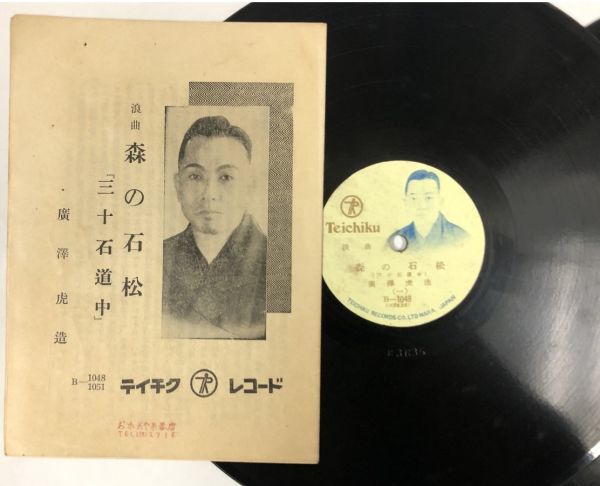 浪曲
森の石松
「三十石道中」
廣澤虎造
B—1048
1051
テイチク レコード
Teichiku
浪曲
森の石松
廣澤虎造
(一)
B—1048
TEICHIKU RECORDS CO., LTD NARA, JAPAN